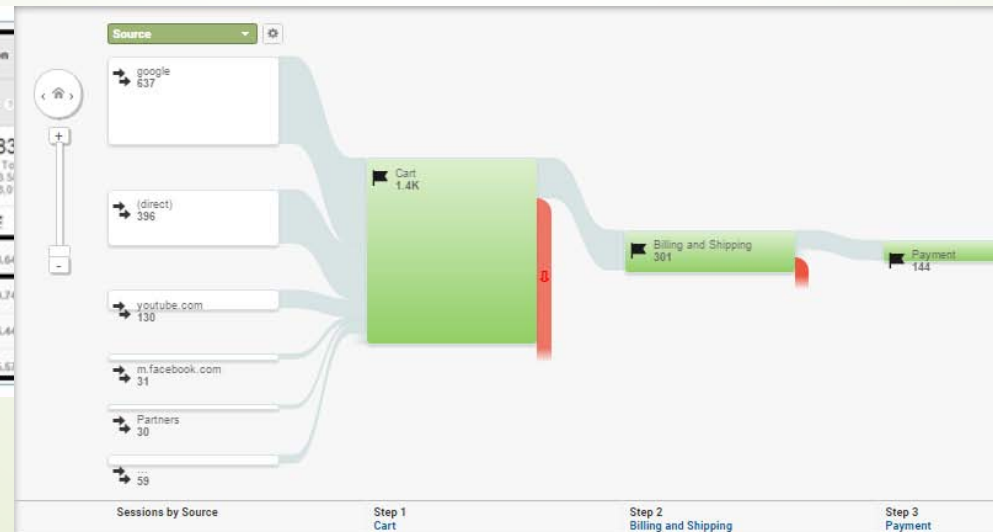 Source
google
637
(direct)
396
youtube.com
130
m.facebook.com
31
Partners
30
...
59
Cart
1.4K
Billing and Shipping
301
Payment
144
+
-
Sessions by Source
Step 1
Cart
Step 2
Billing and Shipping
Step 3
Payment